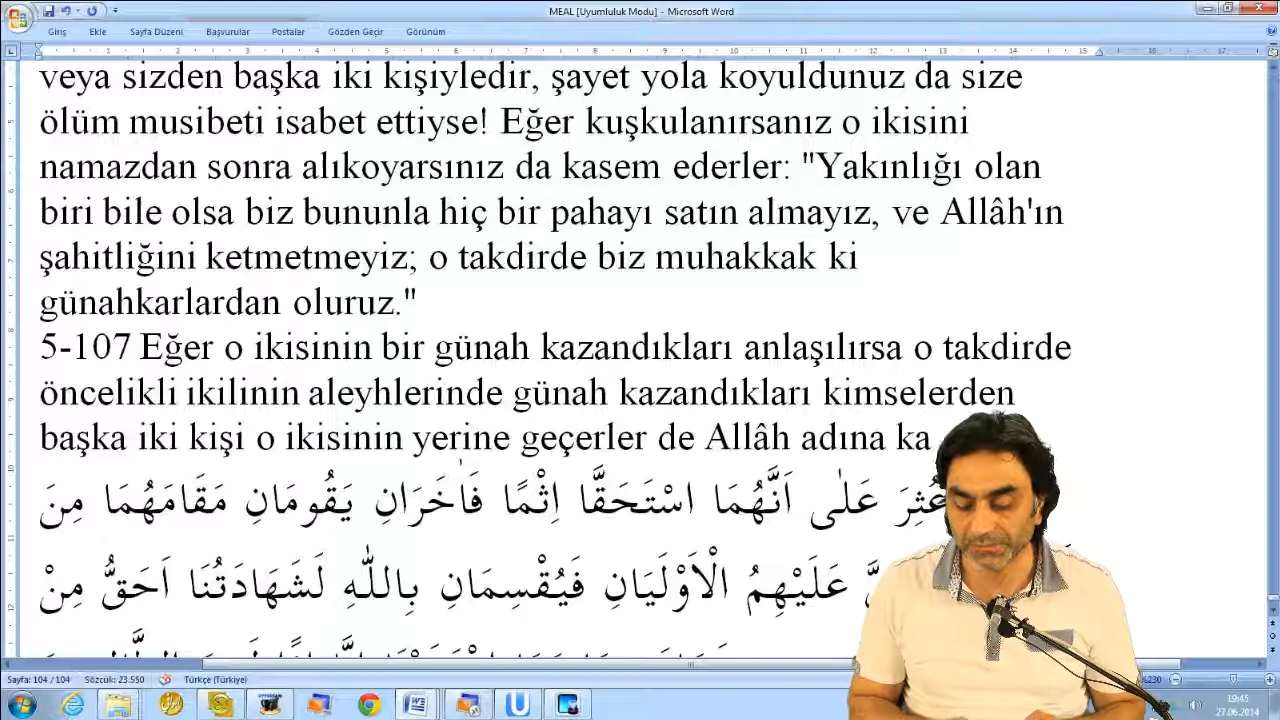 MEAL [Uyumluluk Modu] - Microsoft Word
Giriş Ekle Sayfa Düzeni Başvurular Postalar Gözden Geçir Görünüm
veya sizden başka iki kişiyledir, şayet yola koyuldunuz da size
ölüm musibeti isabet ettiyse! Eğer kuşkulanırsanız o ikisini
namazdan sonra alıkoyarsınız da kasem ederler: "Yakınlığı olan
biri bile olsa biz bununla hiç bir pahayı satın almayız, ve Allâh'ın
şahitliğini ketmetmeyiz; o takdirde biz muhakkak ki
günahkarlardan oluruz."
5-107 Eğer o ikisinin bir günah kazandıkları anlaşılırsa o takdirde
öncelikli ikilinin aleyhlerinde günah kazandıkları kimselerden
başka iki kişi o ikisinin yerine geçerler de Allâh adına ka
عُثِرَ عَلٰى اَنَّهُمَا اسْتَحَقَّا اِثْمًا فَاٰخَرَانِ يَقُومَانِ مَقَامَهُمَا مِنَ
عَلَيْهِمُ الْاَوْلَيَانِ فَيُقْسِمَانِ بِاللّٰهِ لَشَهَادَتُنَا اَحَقُّ مِنْ
Sayfa: 104 / 104 Sözcük: 23.550 Türkçe (Türkiye) %230
19:45
27.06.2014